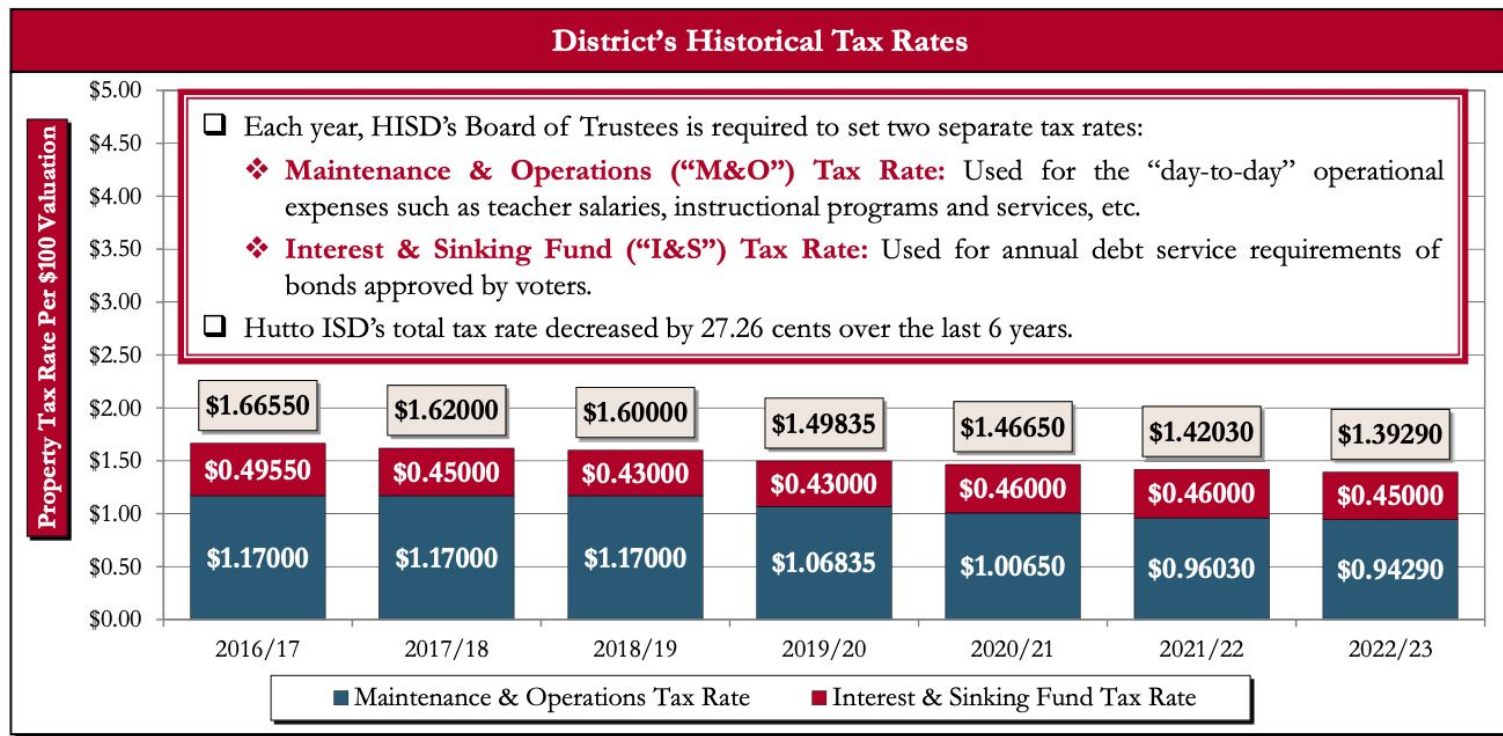 District's Historical Tax Rates
Property Tax Rate Per $100 Valuation
$5.00
$4.50
$4.00
$3.50
$3.00
$2.50
$2.00
$1.50
$1.00
$0.50
$0.00
❑ Each year, HISD's Board of Trustees is required to set two separate tax rates:
❖ Maintenance & Operations (“M&O”) Tax Rate: Used for the “day-to-day” operational
expenses such as teacher salaries, instructional programs and services, etc.
❖ Interest & Sinking Fund (“I&S”) Tax Rate: Used for annual debt service requirements of
bonds approved by voters.
❑ Hutto ISD's total tax rate decreased by 27.26 cents over the last 6 years.
$1.66550 $1.62000 $1.60000 $1.49835 $1.46650 $1.42030 $1.39290
$0.49550 $0.45000 $0.43000 $0.43000 $0.46000 $0.46000 $0.45000
$1.17000 $1.17000 $1.17000 $1.06835 $1.00650 $0.96030 $0.94290
2016/17 2017/18 2018/19 2019/20 2020/21 2021/22 2022/23
Maintenance & Operations Tax Rate Interest & Sinking Fund Tax Rate